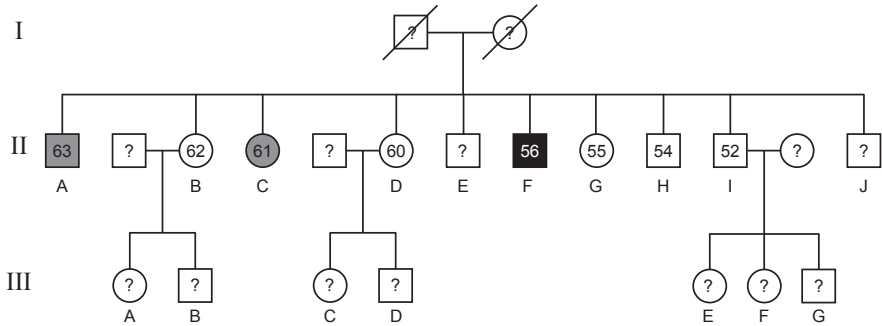 I ? ?
II 63 ? 62 61 ? 60 ? 56 55 54 52 ? ?
A B C D E F G H I J
III ? ? ? ? ? ? ?
A B C D E F G